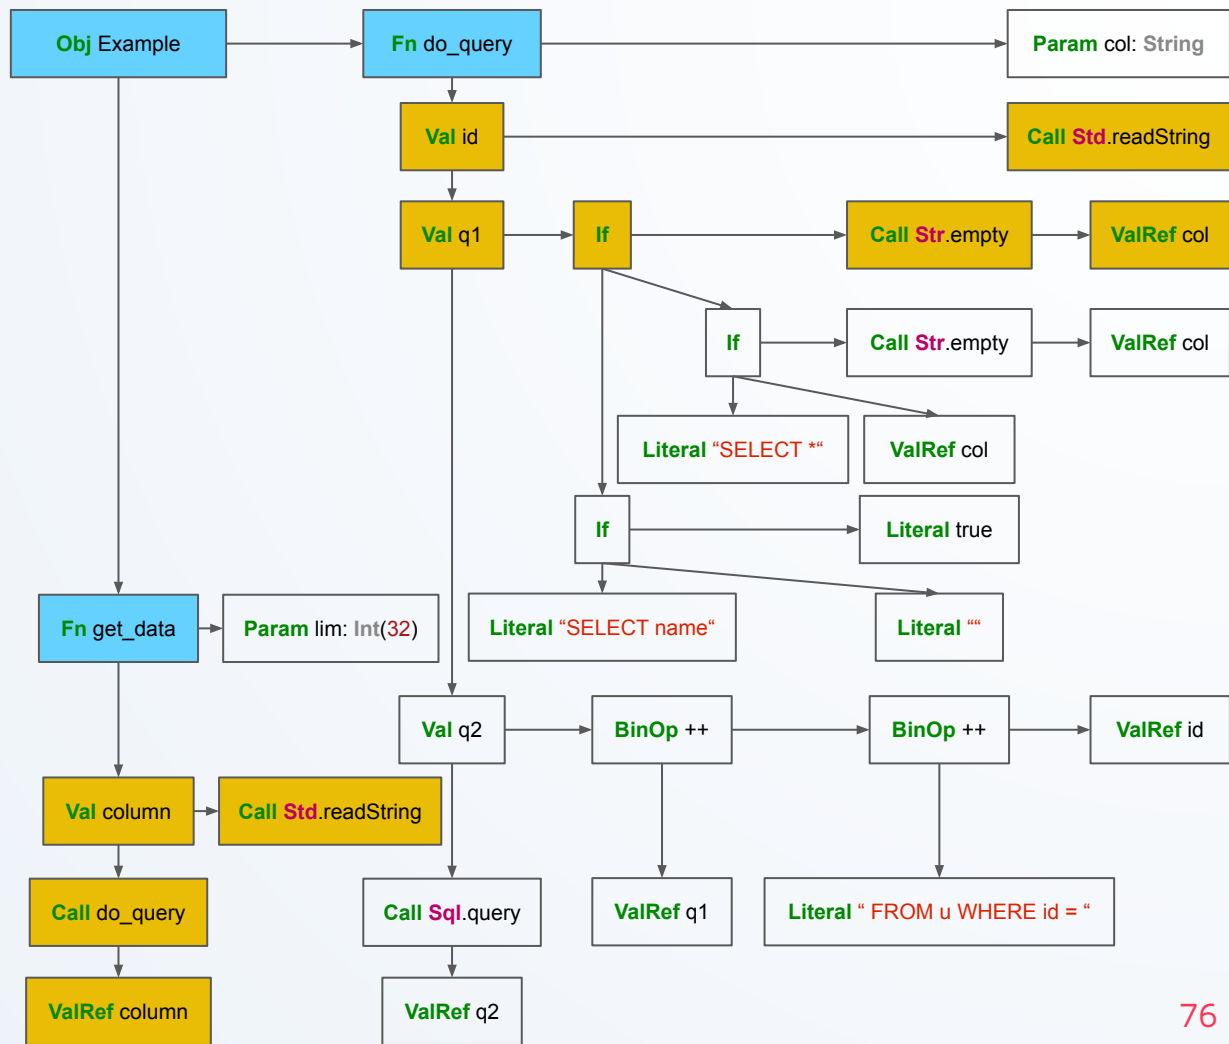 Obj Example
Fn do_query
Param col: String
Val id
Call Std.readString
Val q1
If
Call Str.empty
ValRef col
If
Call Str.empty
ValRef col
Literal “SELECT *“
ValRef col
If
Literal true
Fn get_data
Param lim: Int(32)
Literal “SELECT name“
Literal ““
Val q2
BinOp ++
BinOp ++
ValRef id
Val column
Call Std.readString
Call do_query
Call Sql.query
ValRef q1
Literal “ FROM u WHERE id = “
ValRef column
ValRef q2
76